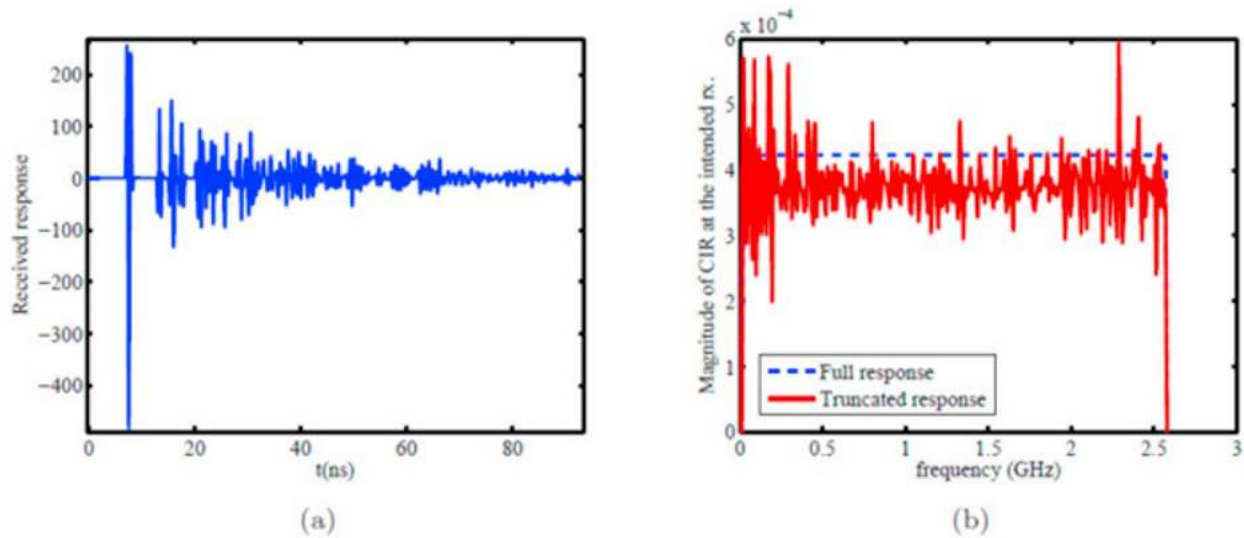 200
100
0
−100
−200
−300
−400
Received response
0
20
40
60
80
t(ns)
(a)
x 10⁻⁴
6
5
4
3
2
1
0
Magnitude of CIR at the intended rx.
Full response
Truncated response
0
0.5
1
1.5
2
2.5
3
frequency (GHz)
(b)